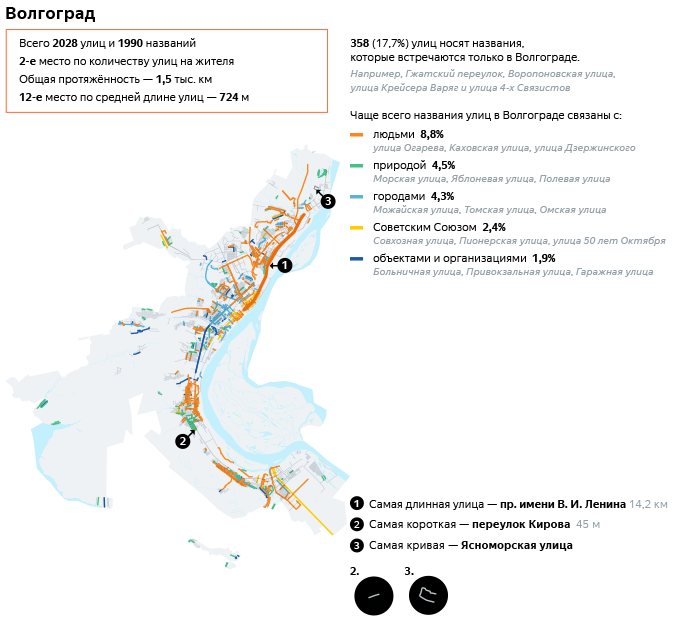 Волгоград
Всего 2028 улиц и 1990 названий
2-е место по количеству улиц на жителя
Общая протяжённость — 1,5 тыс. км
12-е место по средней длине улиц — 724 м
358 (17,7%) улиц носят названия,
которые встречаются только в Волгограде.
Например, Гжатский переулок, Воропоновская улица,
улица Крейсера Варяг и улица 4-х Связистов
Чаще всего названия улиц в Волгограде связаны с:
людьми 8,8%
улица Огарева, Каховская улица, улица Дзержинского
природой 4,5%
Морская улица, Яблоневая улица, Полевая улица
городами 4,3%
Можайская улица, Томская улица, Омская улица
Советским Союзом 2,4%
Совхозная улица, Пионерская улица, улица 50 лет Октября
объектами и организациями 1,9%
Больничная улица, Привокзальная улица, Гаражная улица
3
1
2
1 Самая длинная улица — пр. имени В. И. Ленина 14,2 км
2 Самая короткая — переулок Кирова 45 м
3 Самая кривая — Ясноморская улица
2. 3.